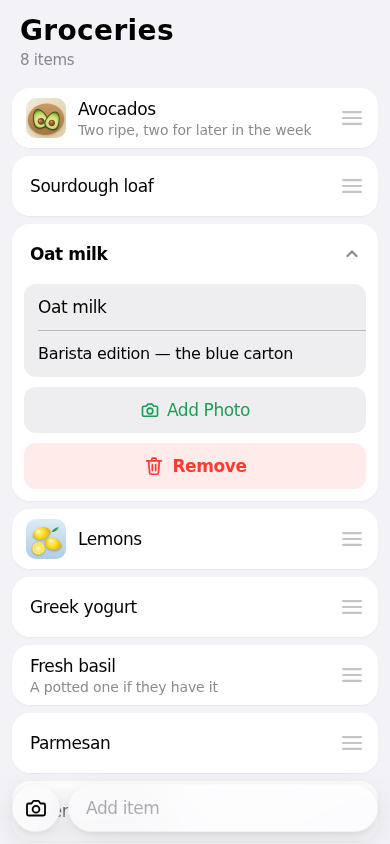 Groceries
8 items
Avocados
Two ripe, two for later in the week
Sourdough loaf
Oat milk
Oat milk
Barista edition — the blue carton
Add Photo
Remove
Lemons
Greek yogurt
Fresh basil
A potted one if they have it
Parmesan
Add item